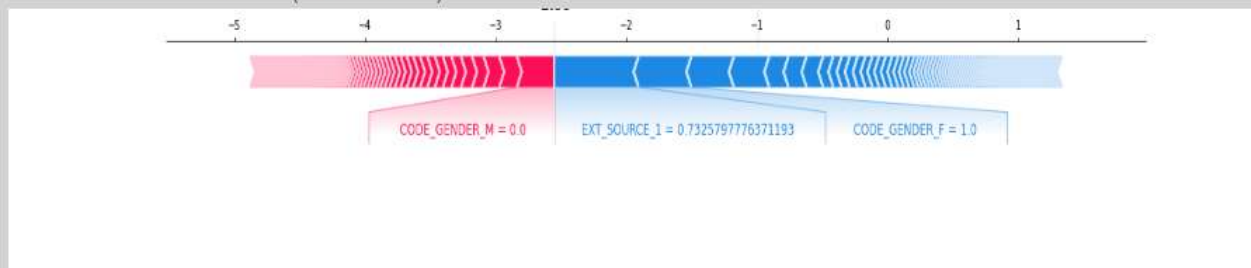 −5 −4 −3 −2 −1 0 1
CODE_GENDER_M = 0.0 EXT_SOURCE_1 = 0.7325797776371193 CODE_GENDER_F = 1.0